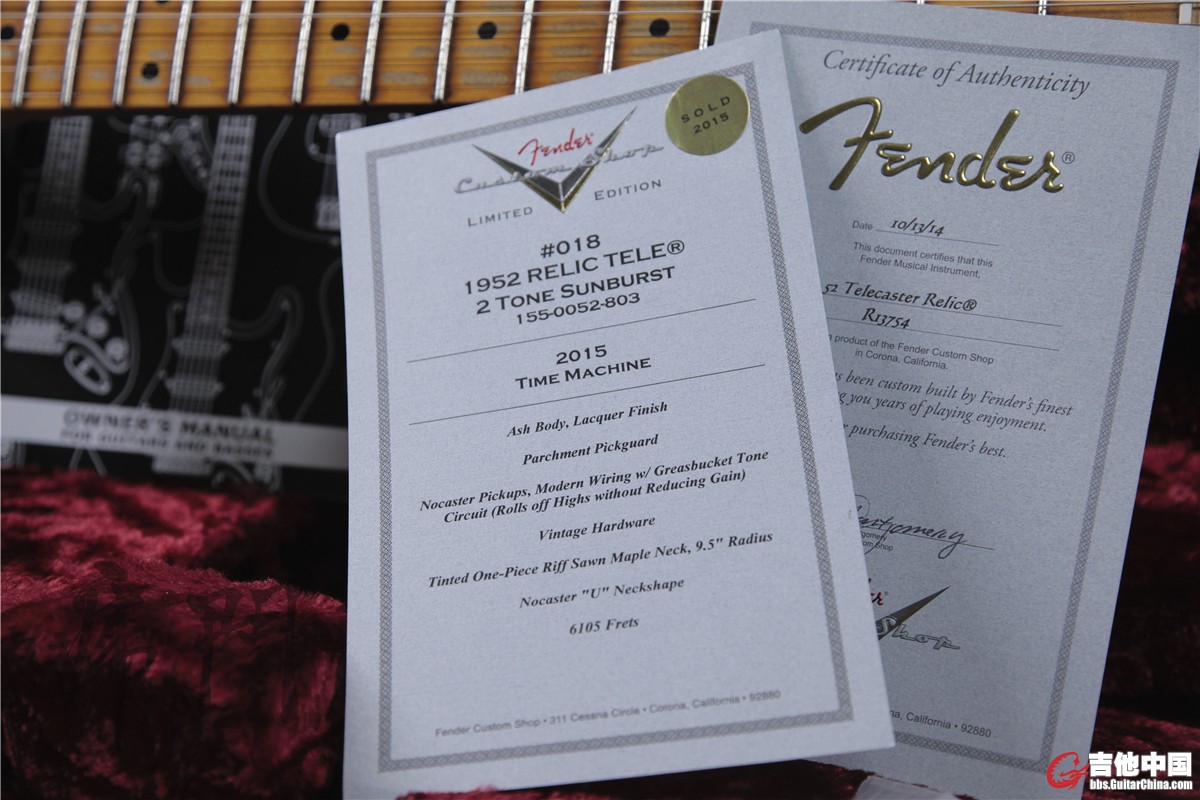 Fender®
Custom Shop
LIMITED EDITION
SOLD
2015
#018
1952 RELIC TELE®
2 TONE SUNBURST
155-0052-803
2015
TIME MACHINE
Ash Body, Lacquer Finish
Parchment Pickguard
Nocaster Pickups, Modern Wiring w/ Greasbucket Tone
Circuit (Rolls off Highs without Reducing Gain)
Vintage Hardware
Tinted One-Piece Riff Sawn Maple Neck, 9.5" Radius
Nocaster "U" Neckshape
6105 Frets
Fender Custom Shop • 311 Cessna Circle • Corona, California • 92880
Certificate of Authenticity
Fender®
Date 10/13/14
This document certifies that this
Fender Musical Instrument,
52 Telecaster Relic®
R13754
product of the Fender Custom Shop
in Corona, California.
been custom built by Fender's finest
you years of playing enjoyment.
purchasing Fender's best.
Shop
California • 92880
OWNER'S MANUAL
FOR GUITARS AND BASSES
吉他中国
bbs.GuitarChina.com